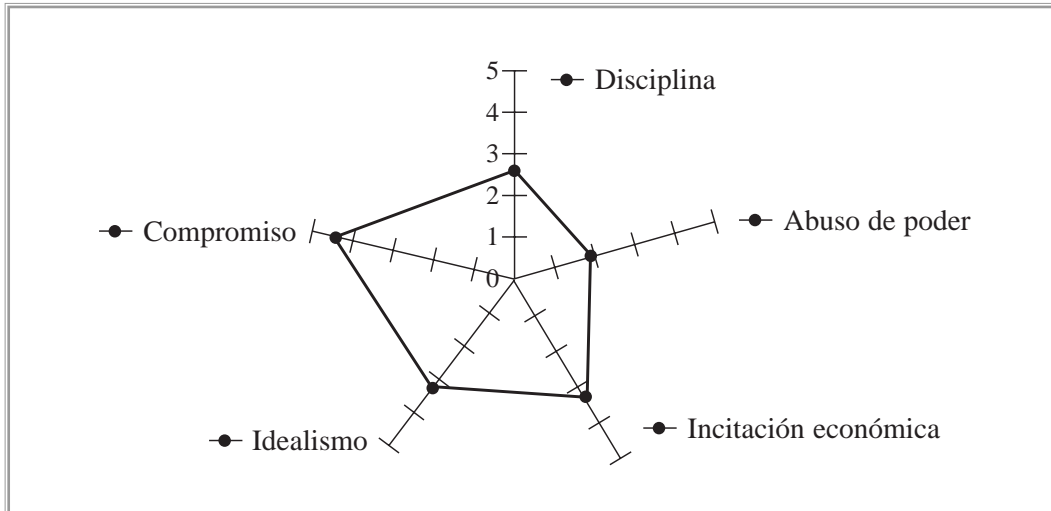 5
Disciplina
4
3
2
Abuso de poder
Compromiso
1
0
Incitación económica
Idealismo